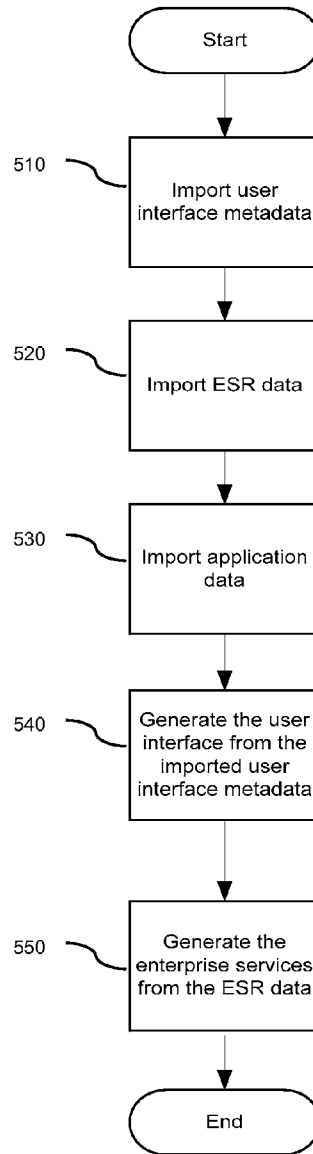 Start
510
Import user
interface metadata
520
Import ESR data
530
Import application
data
540
Generate the user
interface from the
imported user
interface metadata
550
Generate the
enterprise services
from the ESR data
End